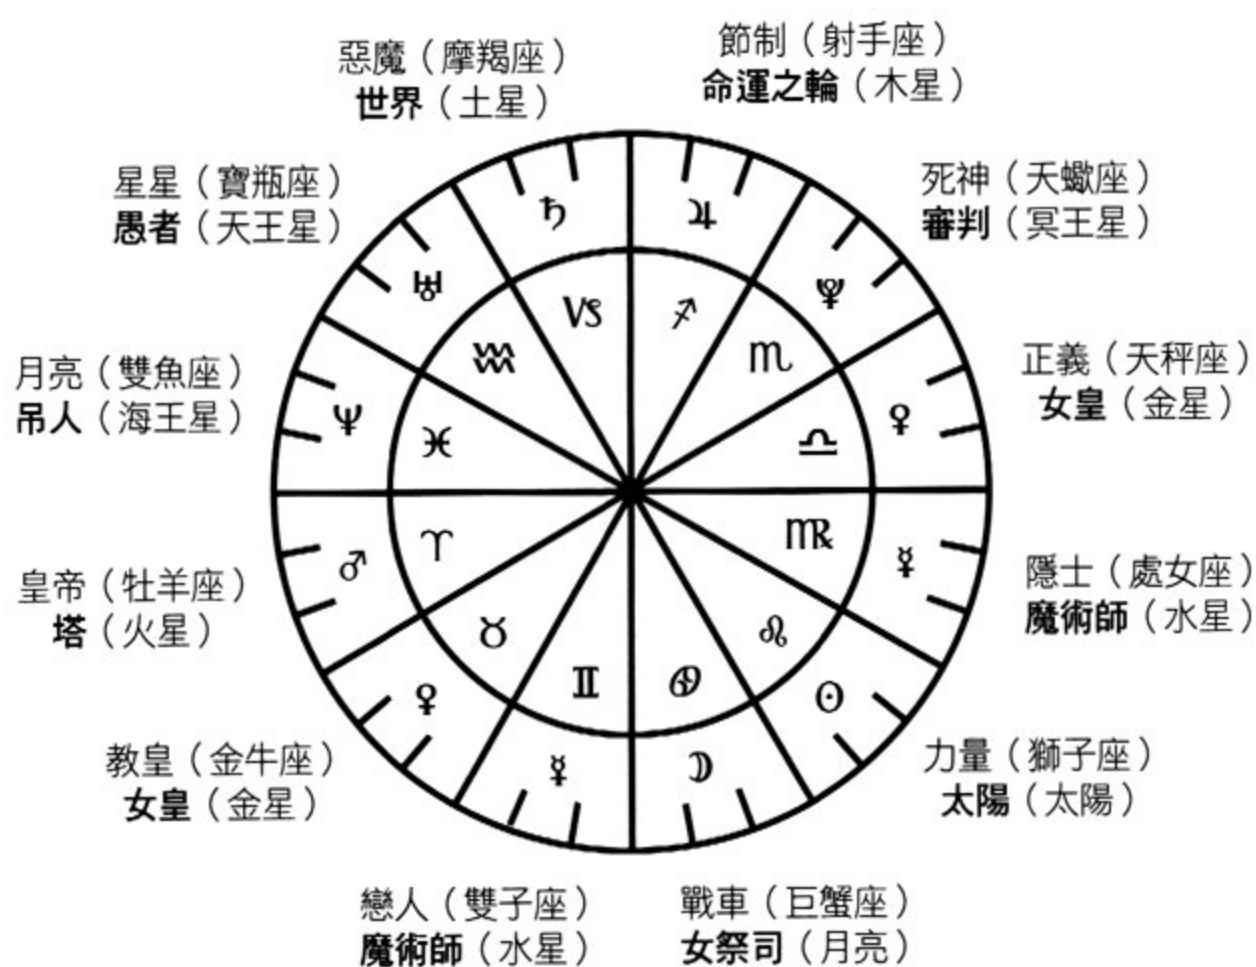 惡魔（摩羯座）
世界（土星）
節制（射手座）
命運之輪（木星）
星星（寶瓶座）
愚者（天王星）
死神（天蠍座）
審判（冥王星）
月亮（雙魚座）
吊人（海王星）
正義（天秤座）
女皇（金星）
皇帝（牡羊座）
塔（火星）
隱士（處女座）
魔術師（水星）
教皇（金牛座）
女皇（金星）
力量（獅子座）
太陽（太陽）
戀人（雙子座）
魔術師（水星）
戰車（巨蟹座）
女祭司（月亮）